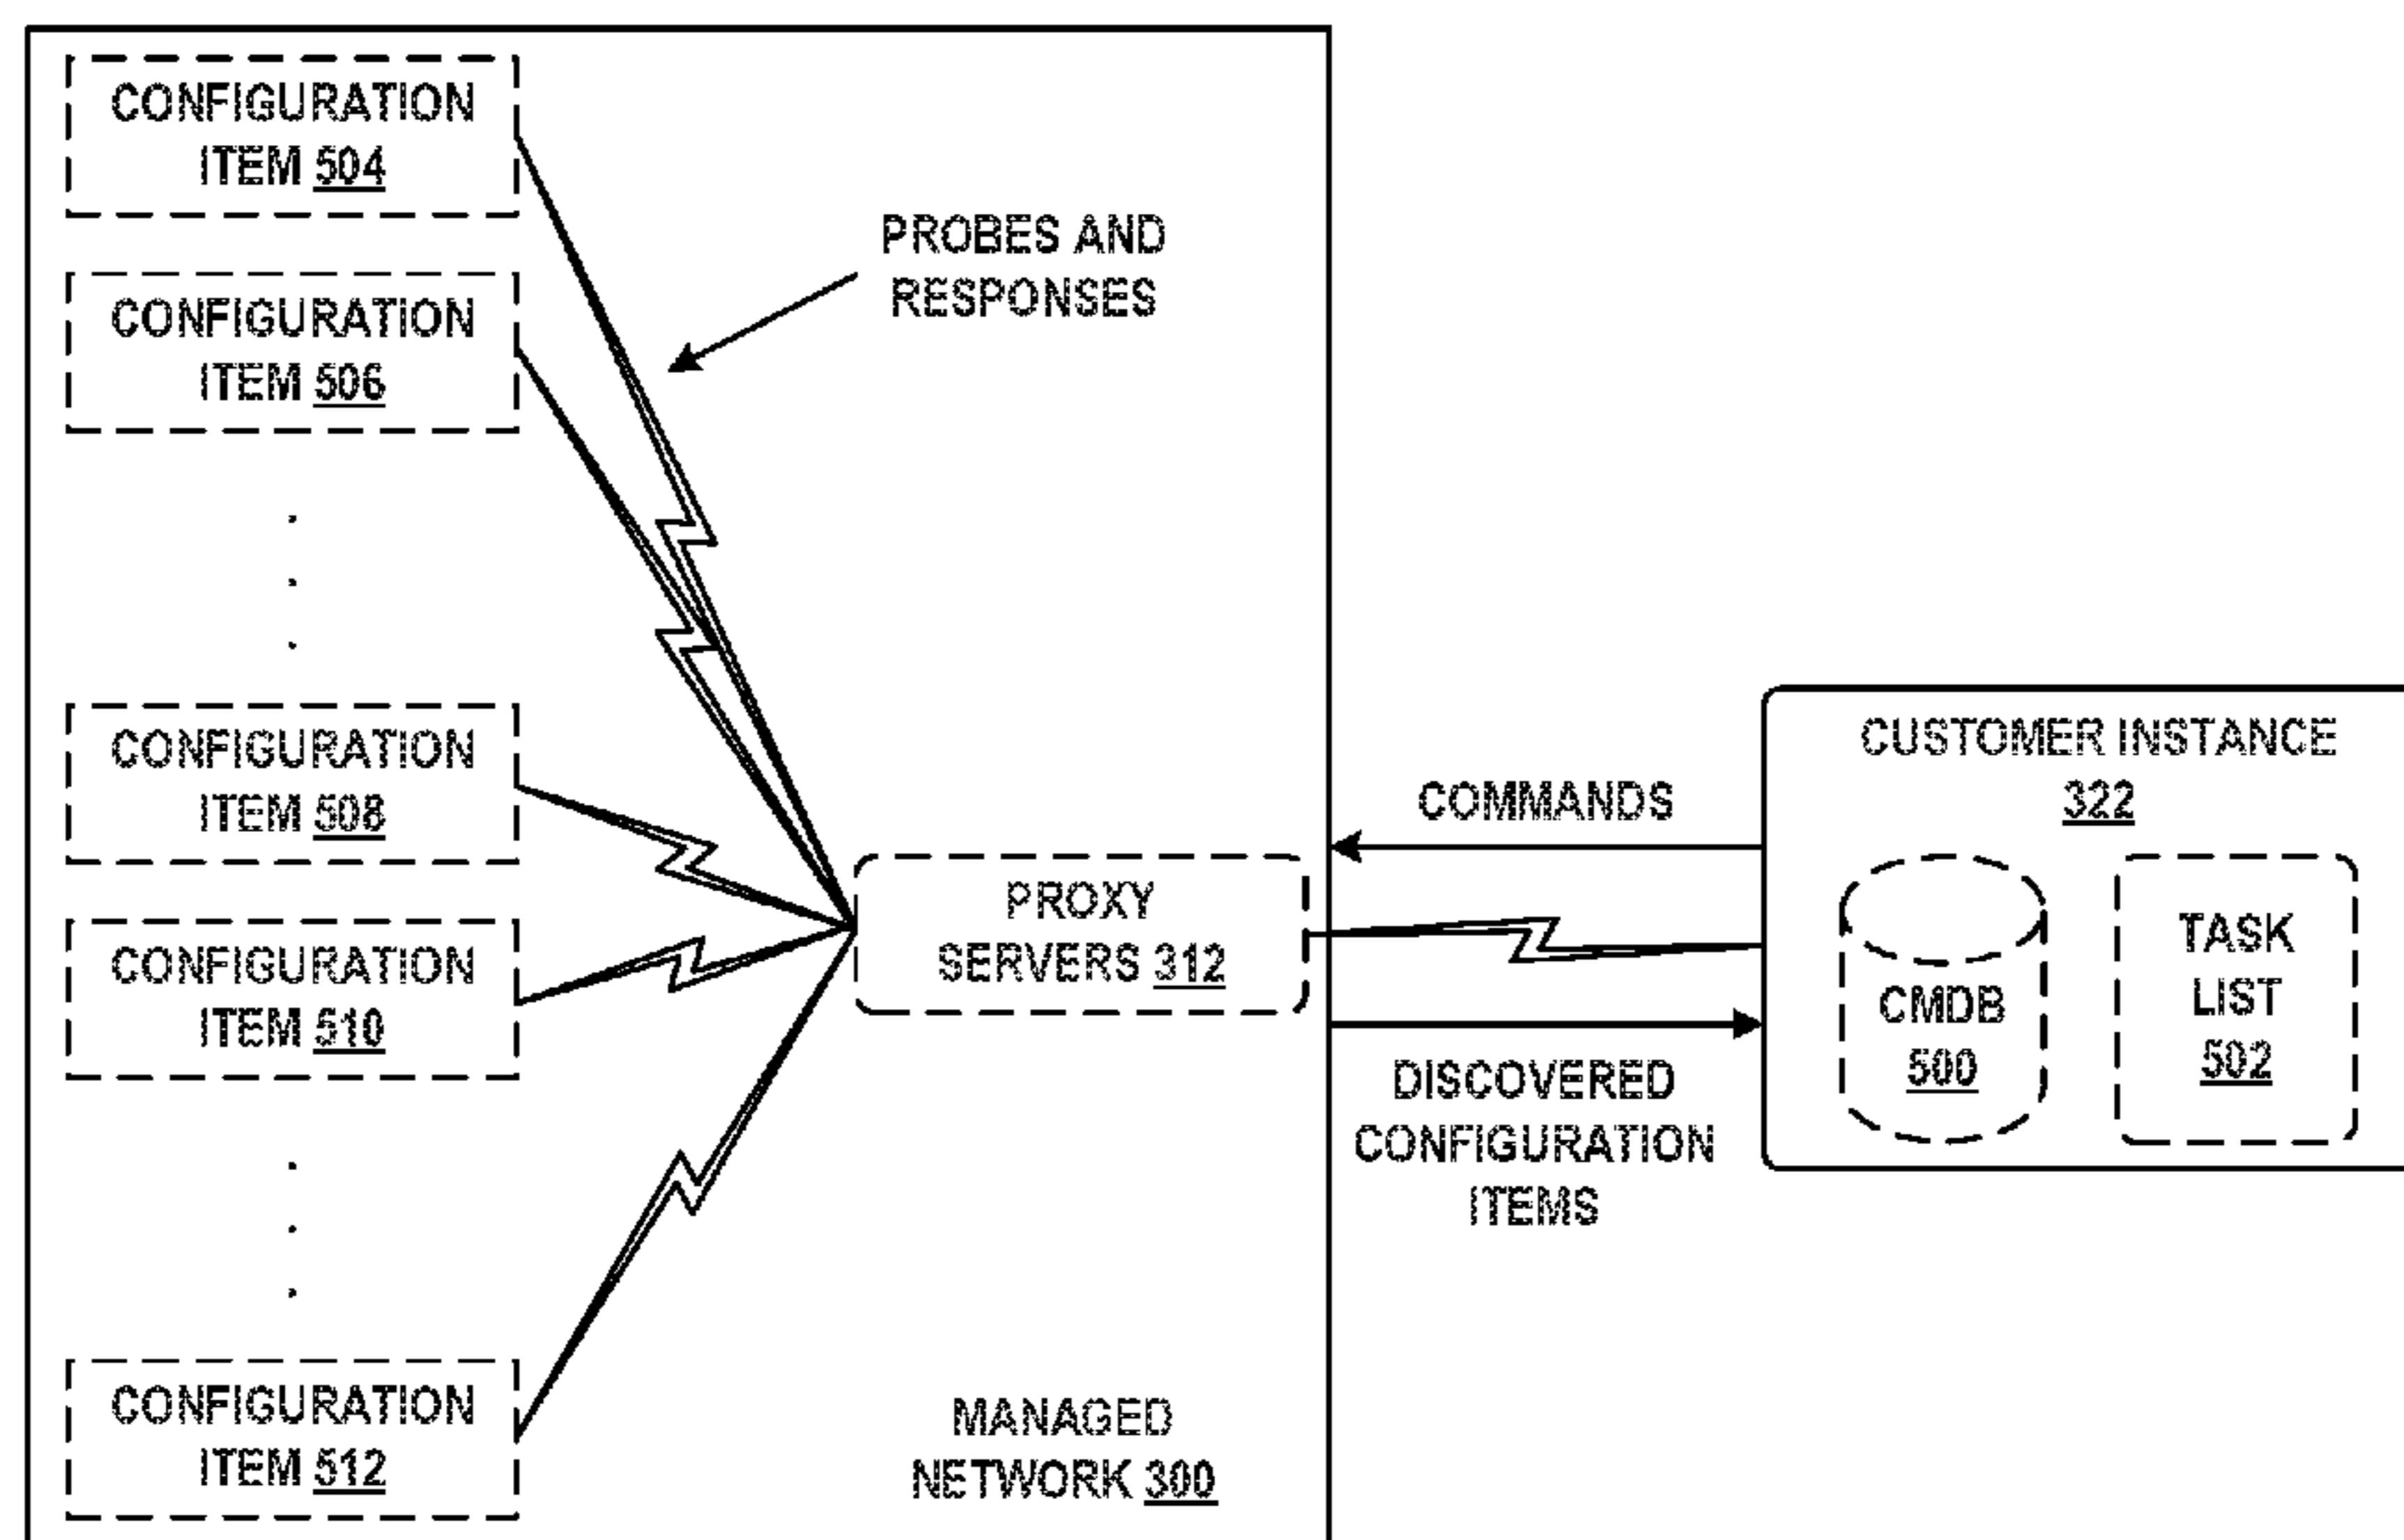 CONFIGURATION
ITEM 504
CONFIGURATION
ITEM 506
PROBES AND
RESPONSES
CONFIGURATION
ITEM 508
CONFIGURATION
ITEM 510
CONFIGURATION
ITEM 512
PROXY
SERVERS 312
MANAGED
NETWORK 300
COMMANDS
DISCOVERED
CONFIGURATION
ITEMS
CUSTOMER INSTANCE
322
CMDB
500
TASK
LIST
502